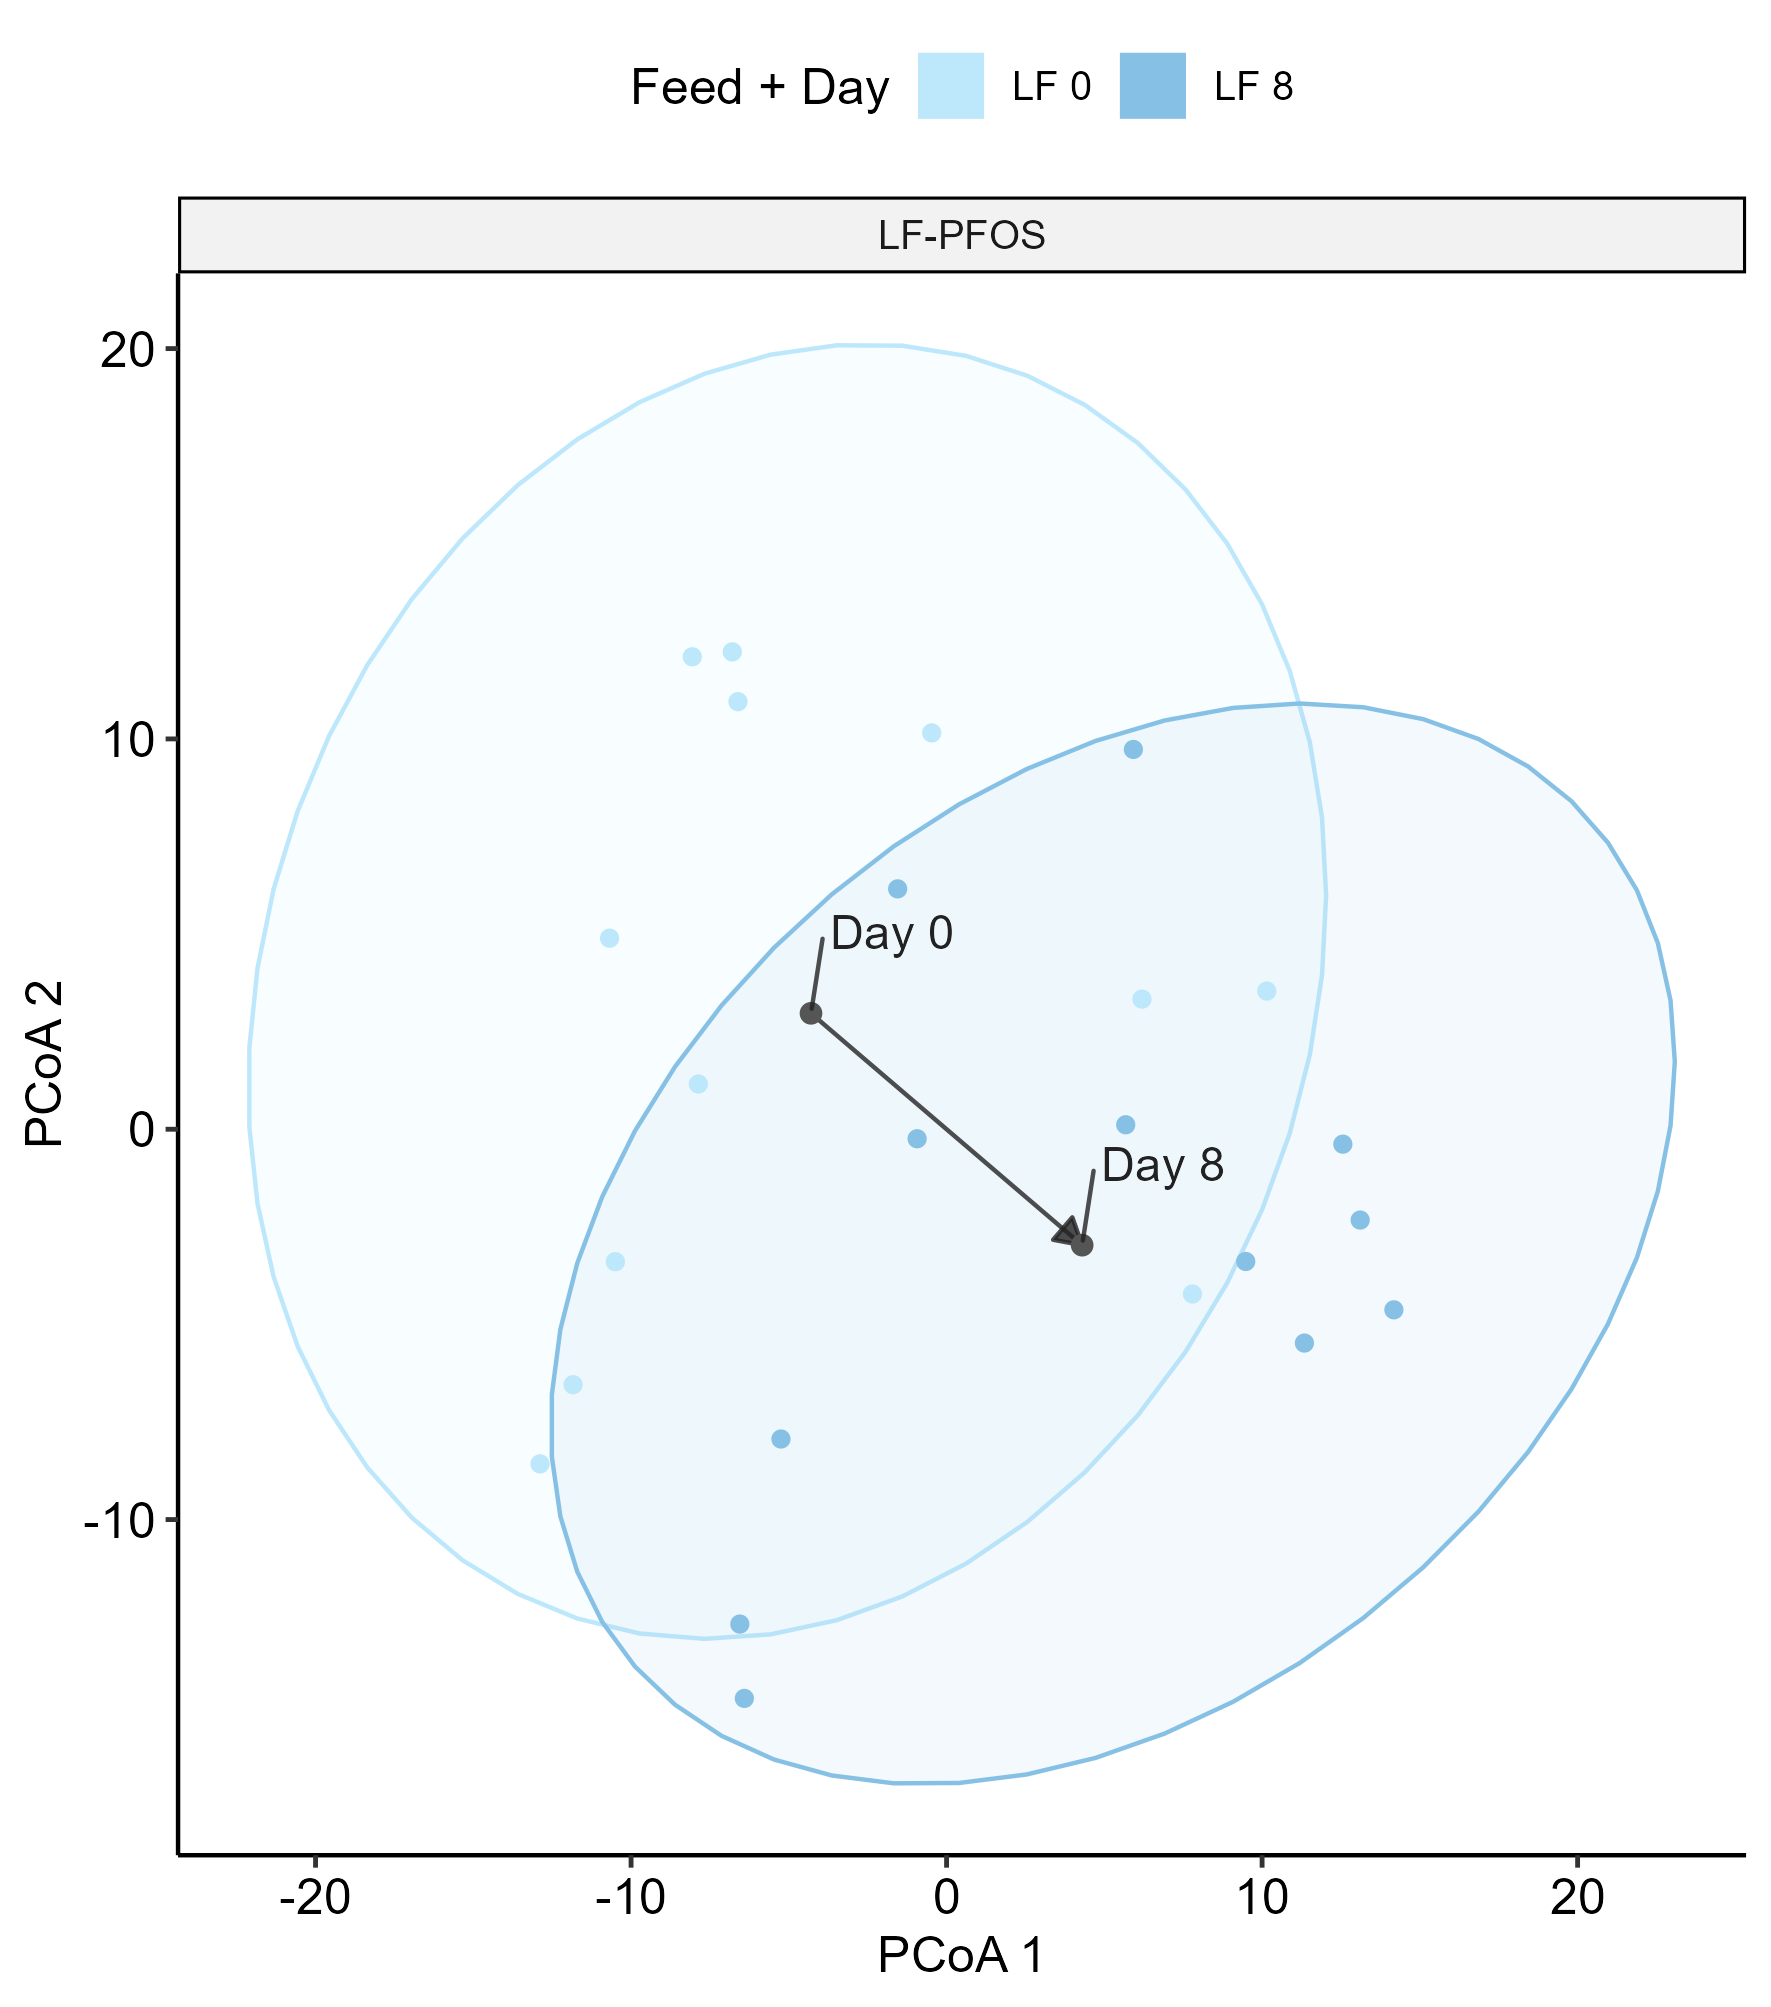 Feed + Day LF 0 LF 8
LF-PFOS
20
10
0
-10
PCoA 2
Day 0
Day 8
-20 -10 0 10 20
PCoA 1